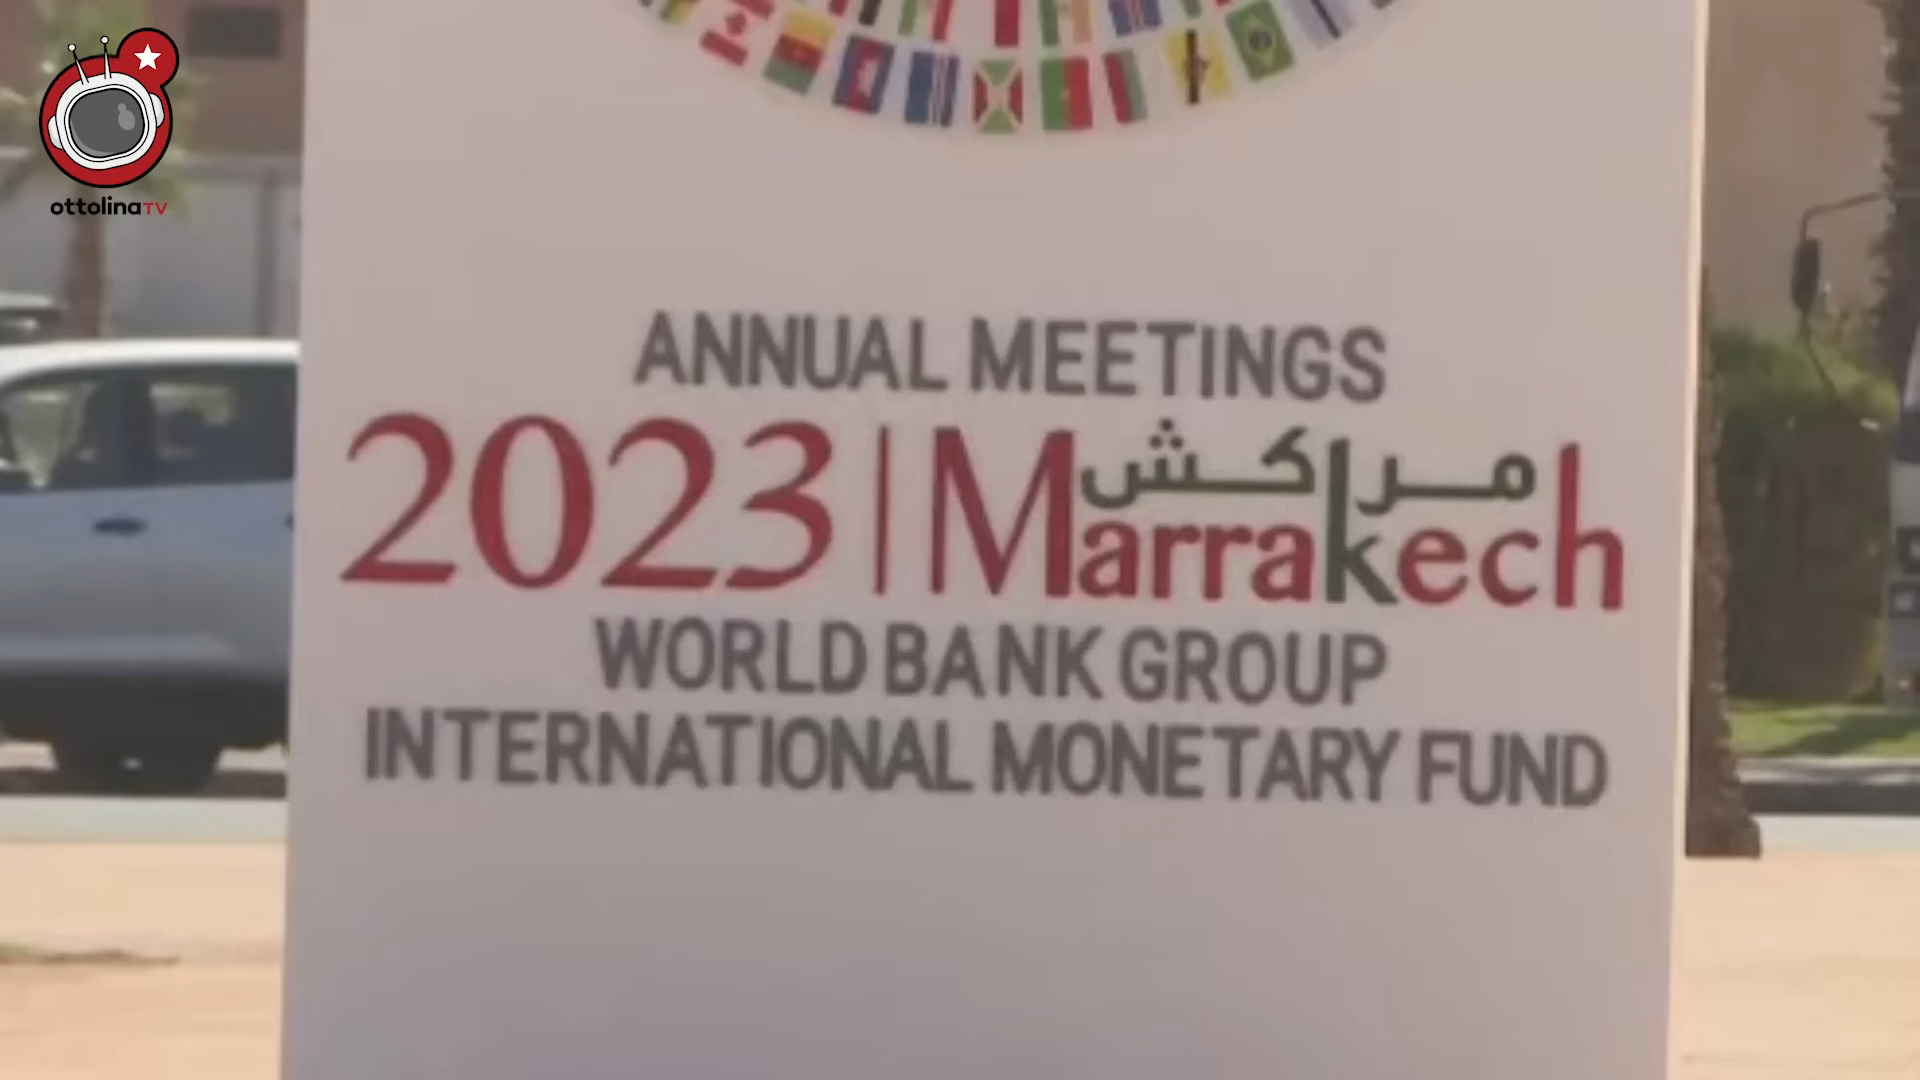 ottolinaTV
ANNUAL MEETINGS
2023 | Marrakech مراكش
WORLD BANK GROUP
INTERNATIONAL MONETARY FUND